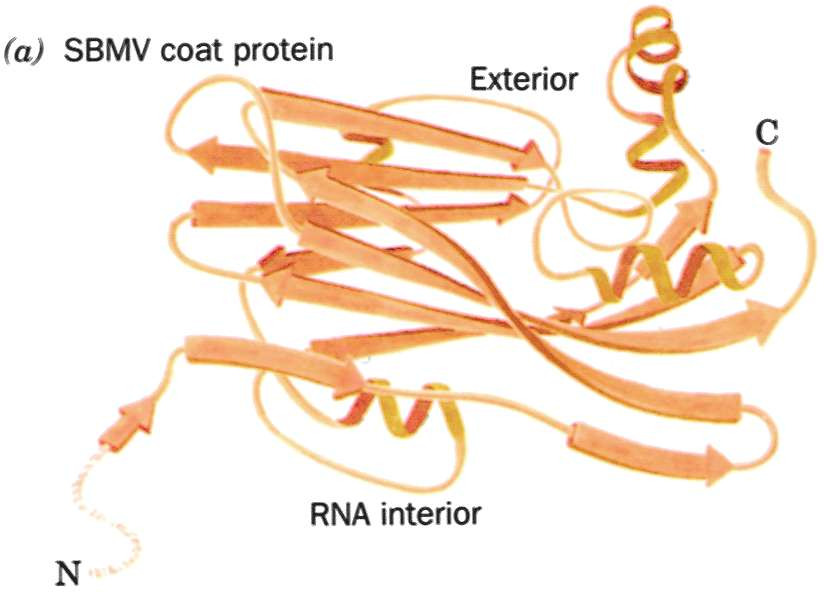 (a) SBMV coat protein
Exterior
C
RNA interior
N